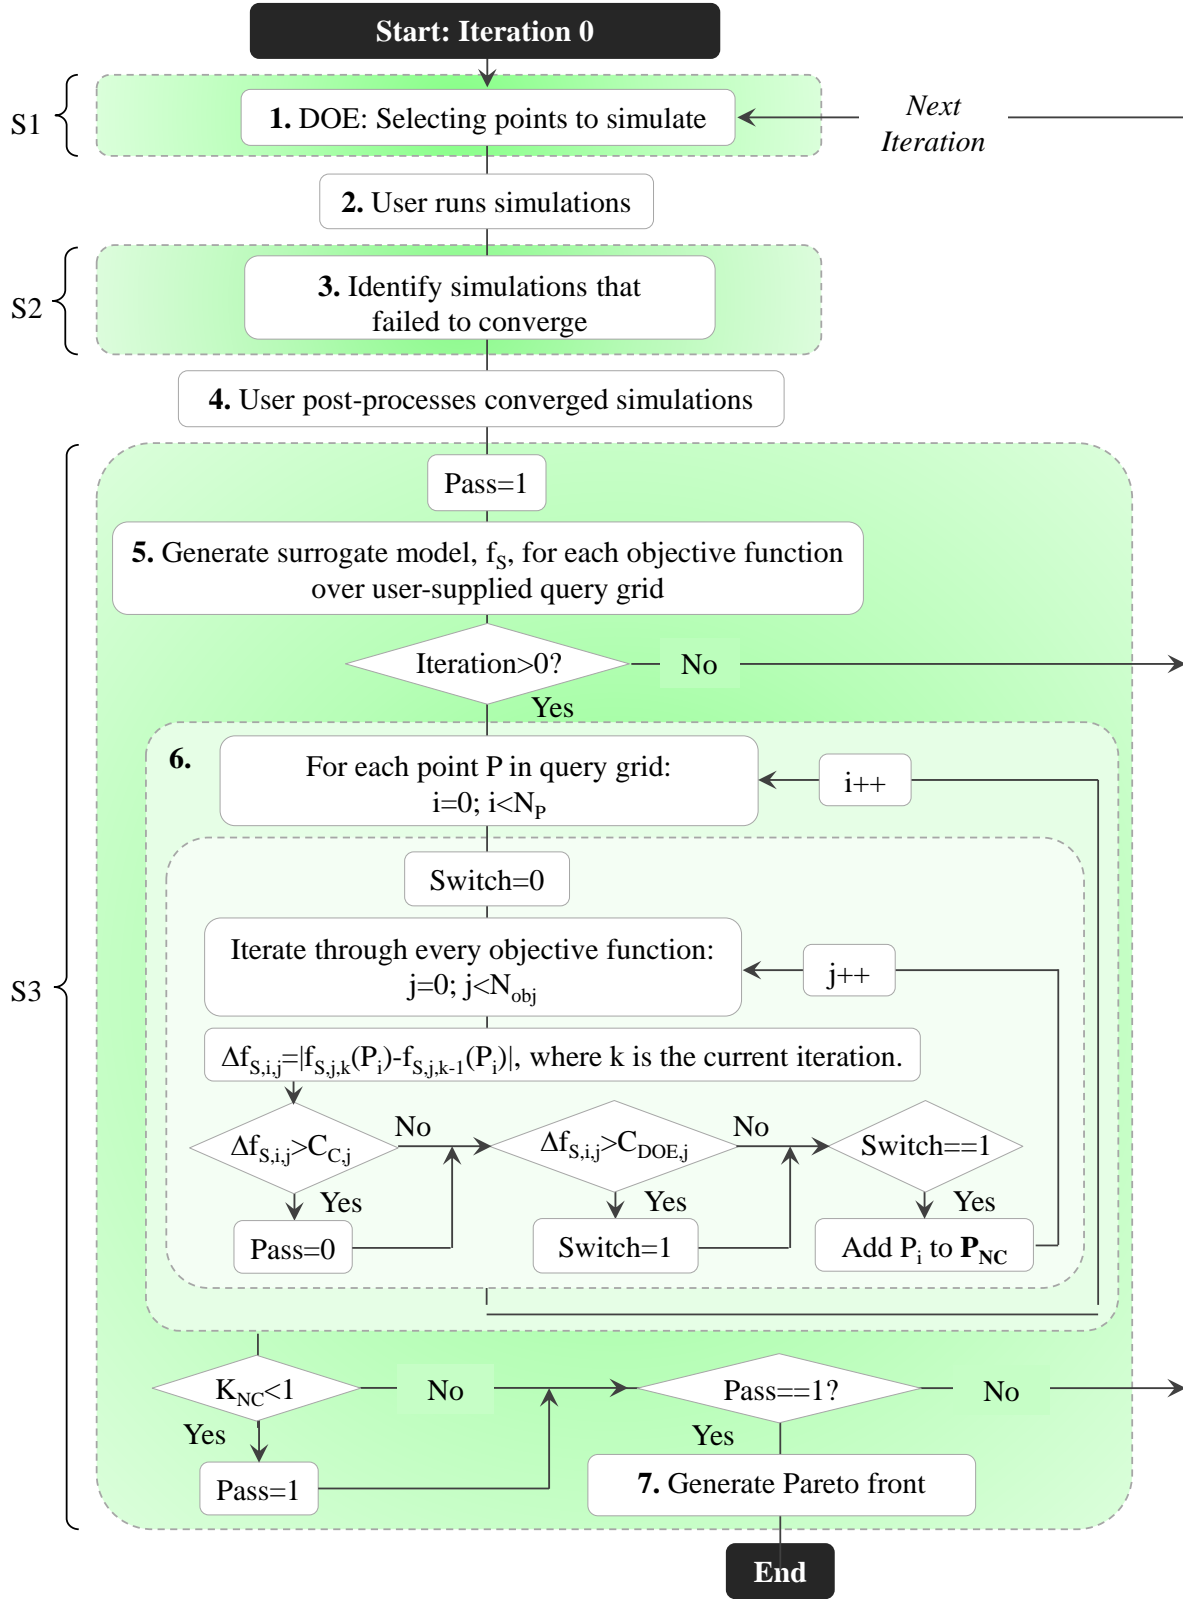 Start: Iteration 0
S1
1. DOE: Selecting points to simulate
Next
Iteration
2. User runs simulations
S2
3. Identify simulations that
failed to converge
4. User post-processes converged simulations
S3
Pass=1
5. Generate surrogate model, fS, for each objective function
over user-supplied query grid
Iteration>0?
No
Yes
6.
For each point P in query grid:
i=0; i<NP
i++
Switch=0
Iterate through every objective function:
j=0; j<Nobj
j++
ΔfS,i,j=|fS,j,k(Pi)-fS,j,k-1(Pi)|, where k is the current iteration.
ΔfS,i,j>CC,j
No
ΔfS,i,j>CDOE,j
No
Switch==1
Yes
Yes
Yes
Pass=0
Switch=1
Add Pi to PNC
KNC<1
No
Pass==1?
No
Yes
Yes
Pass=1
7. Generate Pareto front
End